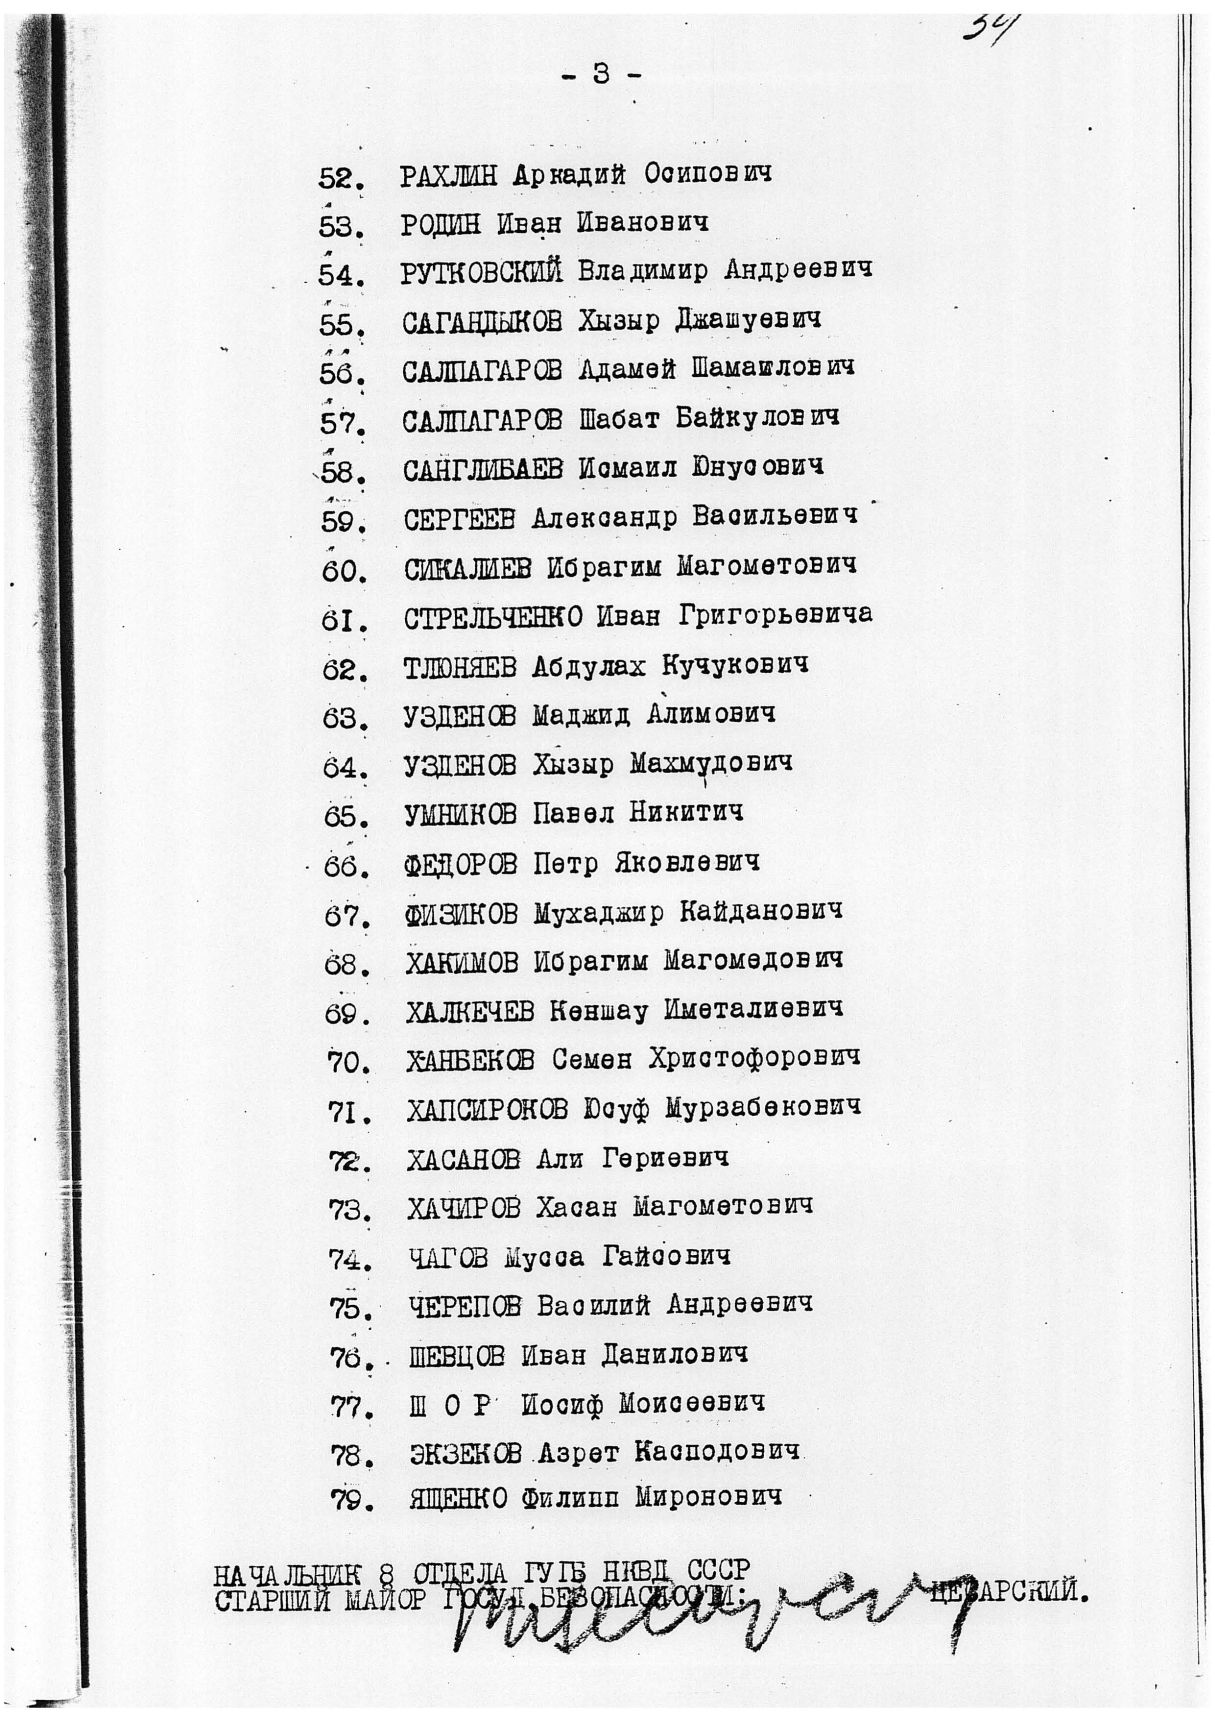 34
- 3 -
52. РАХЛИН Аркадий Осипович
53. РОДИН Иван Иванович
54. РУТКОВСКИЙ Владимир Андреевич
55. САГАНДЫКОВ Хызыр Джашуевич
56. САЛПАГАРОВ Адамей Шамаилович
57. САЛПАГАРОВ Шабат Байкулович
58. САНГЛИБАЕВ Исмаил Юнусович
59. СЕРГЕЕВ Александр Васильевич
60. СИКАЛИЕВ Ибрагим Магометович
61. СТРЕЛЬЧЕНКО Иван Григорьевича
62. ТЛЮНЯЕВ Абдулах Кучукович
63. УЗДЕНОВ Маджид Алимович
64. УЗДЕНОВ Хызыр Махмудович
65. УМНИКОВ Павел Никитич
66. ФЕДОРОВ Петр Яковлевич
67. ФИЗИКОВ Мухаджир Кайданович
68. ХАКИМОВ Ибрагим Магомедович
69. ХАЛКЕЧЕВ Кеншау Иметалиевич
70. ХАНБЕКОВ Семен Христофорович
71. ХАПСИРОКОВ Юсуф Мурзабекович
72. ХАСАНОВ Али Гериевич
73. ХАЧИРОВ Хасан Магометович
74. ЧАГОВ Мусса Гайсович
75. ЧЕРЕПОВ Василий Андреевич
76. ШЕВЦОВ Иван Данилович
77. Ш О Р Иосиф Моисеевич
78. ЭКЗЕКОВ Азрет Касподович
79. ЯЩЕНКО Филипп Миронович
НАЧАЛЬНИК 8 ОТДЕЛА ГУГБ НКВД СССР
СТАРШИЙ МАЙОР ГОСУД.БЕЗОПАСНОСТИ: ЦЕСАРСКИЙ.